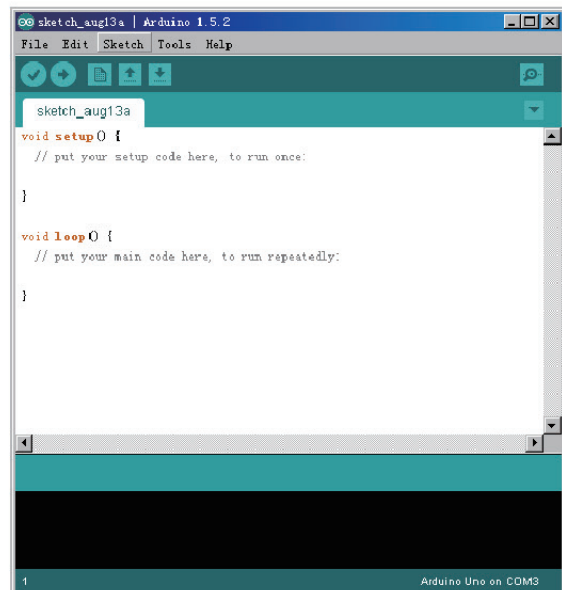 sketch_aug13a | Arduino 1.5.2
File Edit Sketch Tools Help
sketch_aug13a
void setup() {
// put your setup code here, to run once:
}
void loop() {
// put your main code here, to run repeatedly:
}
1
Arduino Uno on COM3